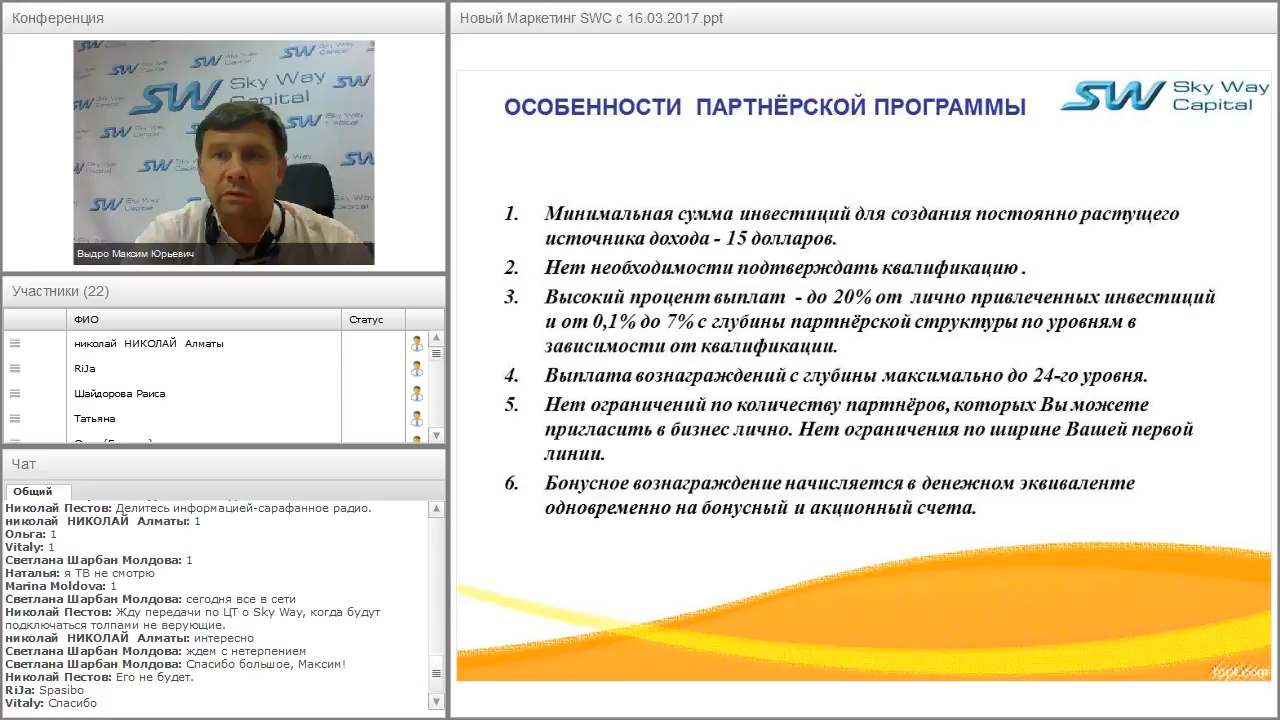 Конференция
Sky Way
Capital
Выдро Максим Юрьевич
Участники (22)
ФИО
Статус
николай НИКОЛАЙ Алматы
RiJa
Шайдорова Раиса
Татьяна
Чат
Общий
Николай Пестов: Делитесь информацией-сарафанное радио.
николай НИКОЛАЙ Алматы: 1
Ольга: 1
Vitaly: 1
Светлана Шарбан Молдова: 1
Наталья: я ТВ не смотрю
Marina Moldova: 1
Светлана Шарбан Молдова: сегодня все в сети
Николай Пестов: Жду передачи по ЦТ о Sky Way, когда будут
подключаться толпами не верующие.
николай НИКОЛАЙ Алматы: интересно
Светлана Шарбан Молдова: ждем с нетерпением
Светлана Шарбан Молдова: Спасибо большое, Максим!
Николай Пестов: Его не будет.
RiJa: Spasibo
Vitaly: Спасибо
Новый Маркетинг SWC с 16.03.2017.ppt
ОСОБЕННОСТИ ПАРТНЁРСКОЙ ПРОГРАММЫ
SW Sky Way
Capital
1. Минимальная сумма инвестиций для создания постоянно растущего
источника дохода - 15 долларов.
2. Нет необходимости подтверждать квалификацию .
3. Высокий процент выплат - до 20% от лично привлеченных инвестиций
и от 0,1% до 7% с глубины партнёрской структуры по уровням в
зависимости от квалификации.
4. Выплата вознаграждений с глубины максимально до 24-го уровня.
5. Нет ограничений по количеству партнёров, которых Вы можете
пригласить в бизнес лично. Нет ограничения по ширине Вашей первой
линии.
6. Бонусное вознаграждение начисляется в денежном эквиваленте
одновременно на бонусный и акционный счета.
fppt.com